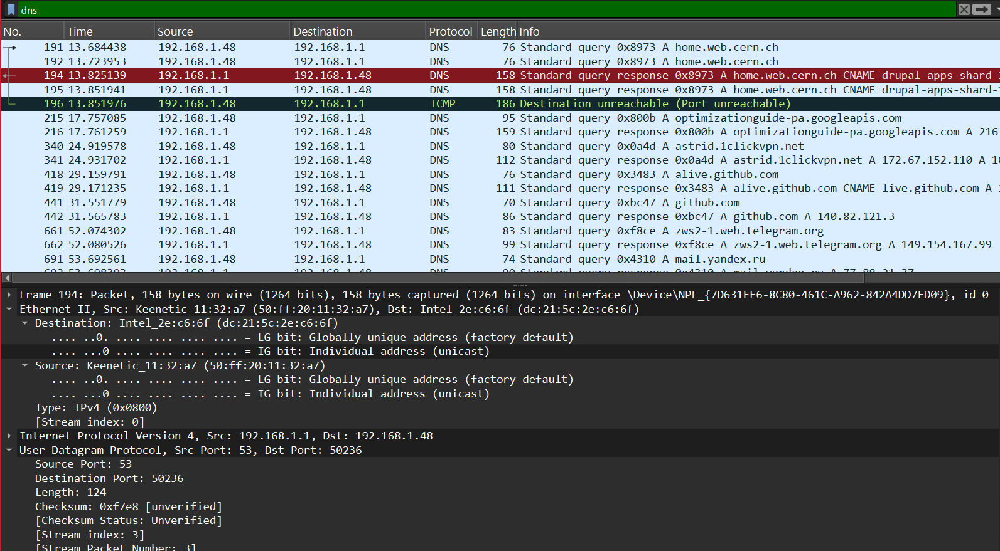 dns
No. Time Source Destination Protocol Length Info
191 13.684438 192.168.1.48 192.168.1.1 DNS 76 Standard query 0x8973 A home.web.cern.ch
192 13.723953 192.168.1.48 192.168.1.1 DNS 76 Standard query 0x8973 A home.web.cern.ch
194 13.825139 192.168.1.1 192.168.1.48 DNS 158 Standard query response 0x8973 A home.web.cern.ch CNAME drupal-apps-shard-1
195 13.851941 192.168.1.1 192.168.1.48 DNS 158 Standard query response 0x8973 A home.web.cern.ch CNAME drupal-apps-shard-1
196 13.851976 192.168.1.48 192.168.1.1 ICMP 186 Destination unreachable (Port unreachable)
215 17.757085 192.168.1.48 192.168.1.1 DNS 95 Standard query 0x800b A optimizationguide-pa.googleapis.com
216 17.761259 192.168.1.1 192.168.1.48 DNS 159 Standard query response 0x800b A optimizationguide-pa.googleapis.com A 216
340 24.919578 192.168.1.48 192.168.1.1 DNS 80 Standard query 0x0a4d A astrid.1clickvpn.net
341 24.931702 192.168.1.1 192.168.1.48 DNS 112 Standard query response 0x0a4d A astrid.1clickvpn.net A 172.67.152.110 A
418 29.159791 192.168.1.48 192.168.1.1 DNS 76 Standard query 0x3483 A alive.github.com
419 29.171235 192.168.1.1 192.168.1.48 DNS 111 Standard query response 0x3483 A alive.github.com CNAME live.github.com A
441 31.551779 192.168.1.48 192.168.1.1 DNS 70 Standard query 0xbc47 A github.com
442 31.565783 192.168.1.1 192.168.1.48 DNS 86 Standard query response 0xbc47 A github.com A 140.82.121.3
661 52.074302 192.168.1.48 192.168.1.1 DNS 83 Standard query 0xf8ce A zws2-1.web.telegram.org
662 52.080526 192.168.1.1 192.168.1.48 DNS 99 Standard query response 0xf8ce A zws2-1.web.telegram.org A 149.154.167.99
691 53.692561 192.168.1.48 192.168.1.1 DNS 74 Standard query 0x4310 A mail.yandex.ru
192.168.1.1 192.168.1.48 DNS 90 Standard query response 0x4310 A mail.yandex.ru A 77.88.21.37
Frame 194: Packet, 158 bytes on wire (1264 bits), 158 bytes captured (1264 bits) on interface \Device\NPF_{7D631EE6-8C80-461C-A962-842A4DD7ED09}, id 0
Ethernet II, Src: Keenetic_11:32:a7 (50:ff:20:11:32:a7), Dst: Intel_2e:c6:6f (dc:21:5c:2e:c6:6f)
Destination: Intel_2e:c6:6f (dc:21:5c:2e:c6:6f)
.... ..0. .... .... .... .... = LG bit: Globally unique address (factory default)
.... ...0 .... .... .... .... = IG bit: Individual address (unicast)
Source: Keenetic_11:32:a7 (50:ff:20:11:32:a7)
.... ..0. .... .... .... .... = LG bit: Globally unique address (factory default)
.... ...0 .... .... .... .... = IG bit: Individual address (unicast)
Type: IPv4 (0x0800)
[Stream index: 0]
Internet Protocol Version 4, Src: 192.168.1.1, Dst: 192.168.1.48
User Datagram Protocol, Src Port: 53, Dst Port: 50236
Source Port: 53
Destination Port: 50236
Length: 124
Checksum: 0xf7e8 [unverified]
[Checksum Status: Unverified]
[Stream index: 3]
[Stream Packet Number: 3]